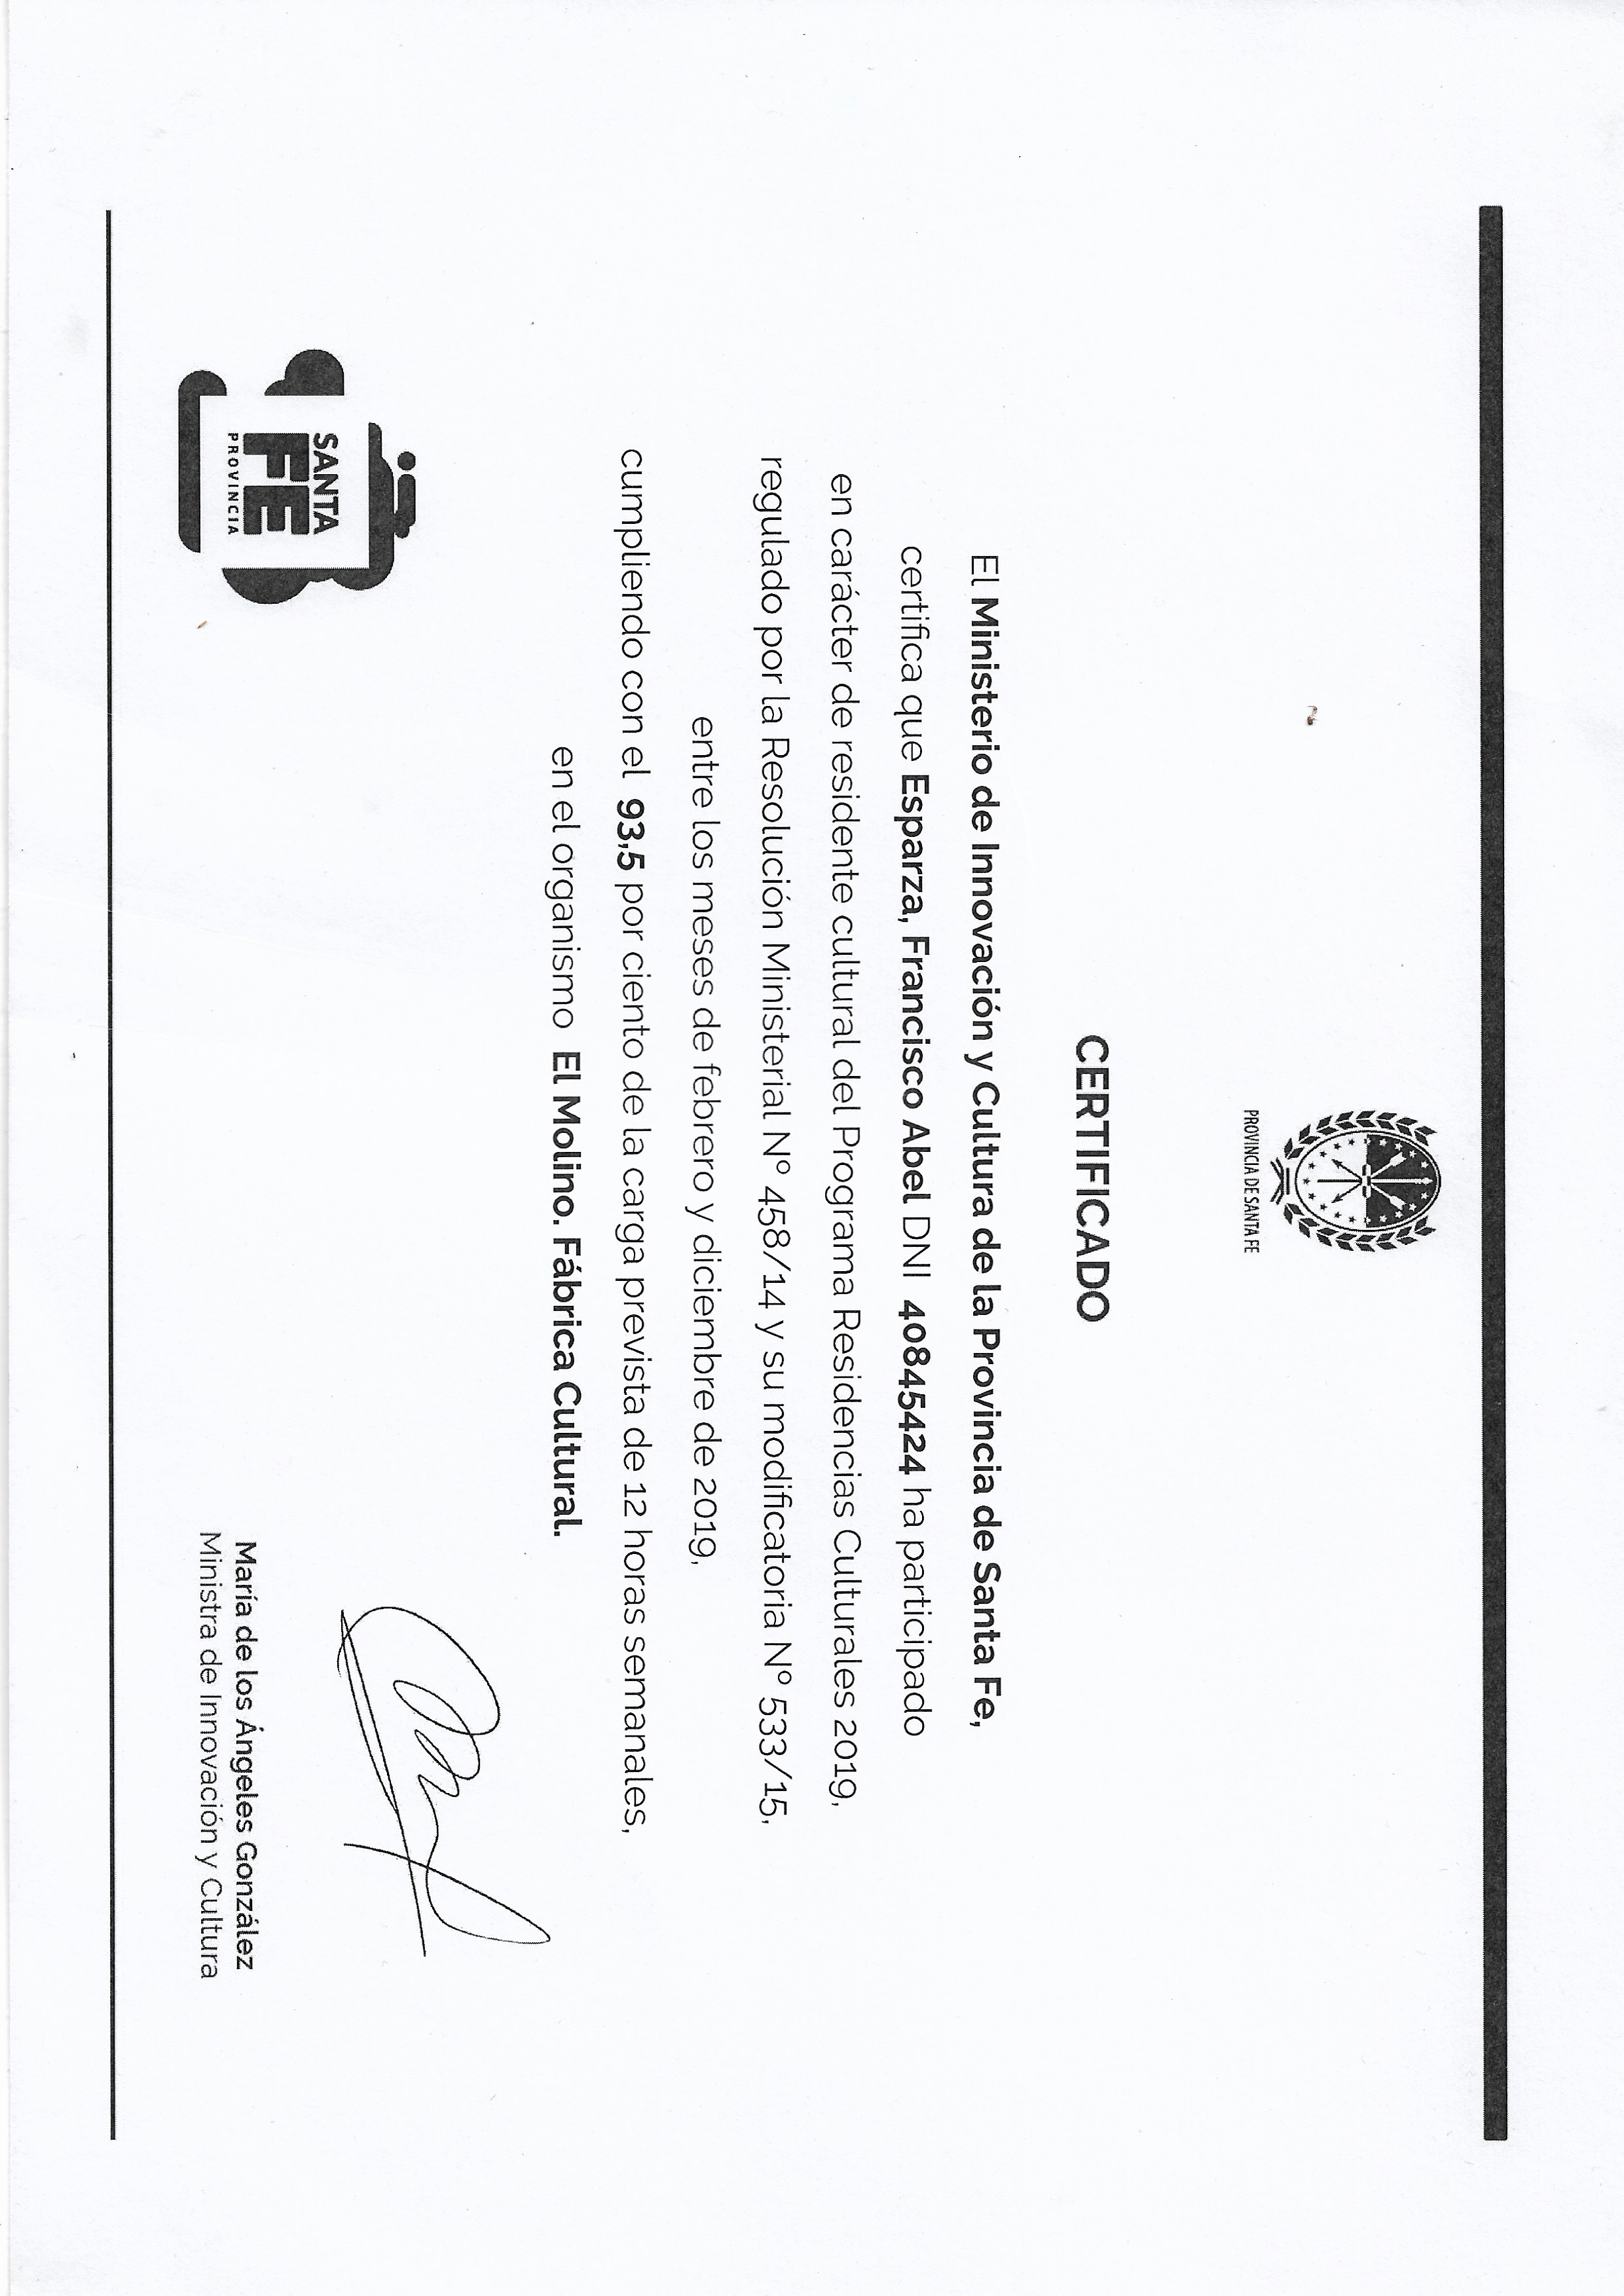 PROVINCIA DE SANTA FE
CERTIFICADO
El Ministerio de Innovación y Cultura de la Provincia de Santa Fe,
certifica que Esparza, Francisco Abel DNI 40845424 ha participado
en carácter de residente cultural del Programa Residencias Culturales 2019,
regulado por la Resolución Ministerial Nº 458/14 y su modificatoria Nº 533/15,
entre los meses de febrero y diciembre de 2019,
cumpliendo con el 93,5 por ciento de la carga prevista de 12 horas semanales,
en el organismo El Molino. Fábrica Cultural.
SANTA
FE
PROVINCIA
María de los Ángeles González
Ministra de Innovación y Cultura